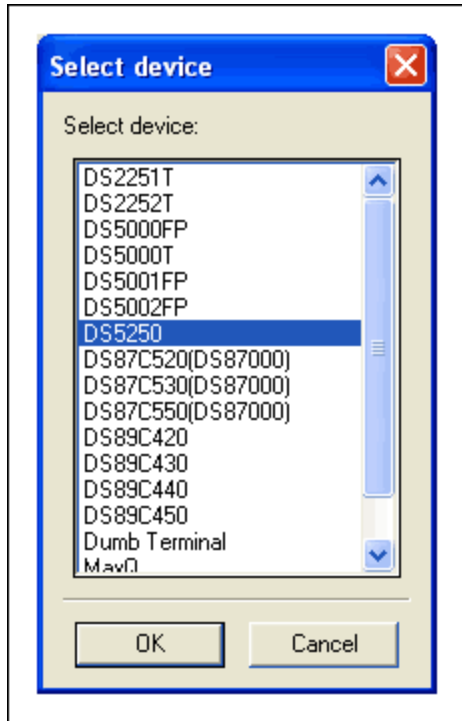 Select device
Select device:
DS2251T
DS2252T
DS5000FP
DS5000T
DS5001FP
DS5002FP
DS5250
DS87C520(DS87000)
DS87C530(DS87000)
DS87C550(DS87000)
DS89C420
DS89C430
DS89C440
DS89C450
Dumb Terminal
MaxQ
OK
Cancel